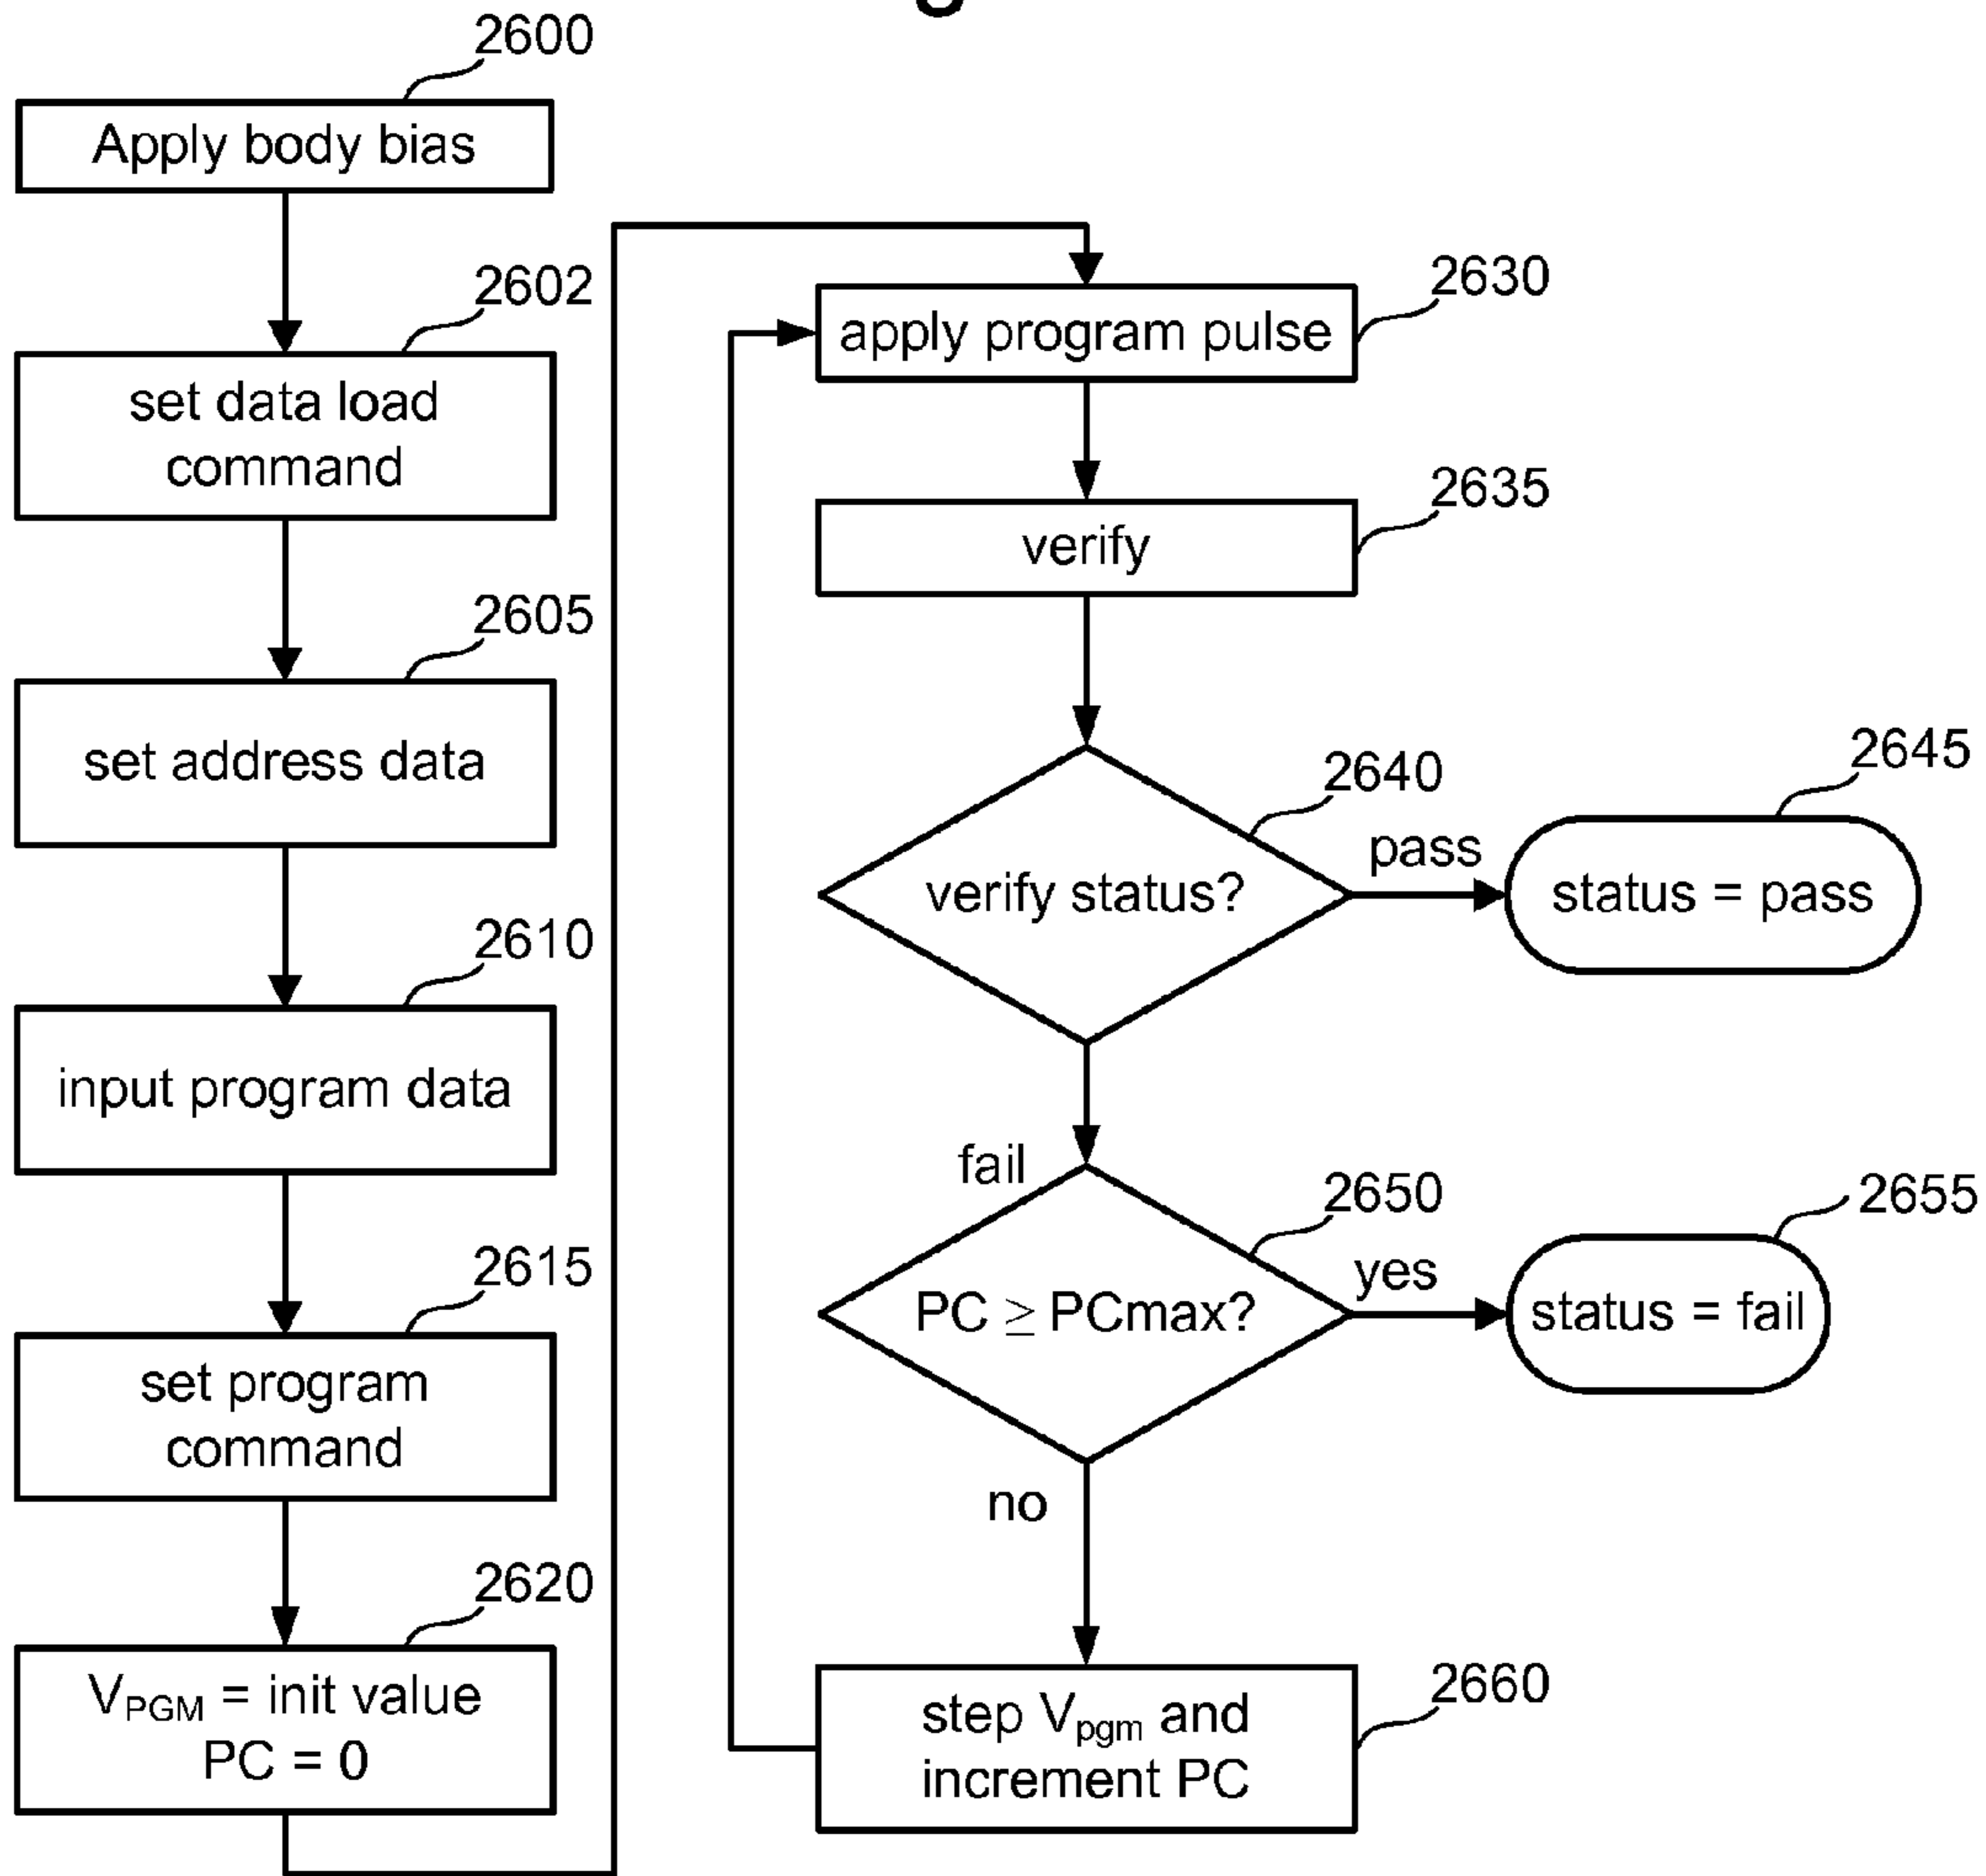 2600
Apply body bias
2602
set data load
command
2605
set address data
2610
input program data
2615
set program
command
2620
VPGM = init value
PC = 0
2630
apply program pulse
2635
verify
2640
verify status?
pass
2645
status = pass
fail
2650
PC ≥ PCmax?
yes
2655
status = fail
no
2660
step Vpgm and
increment PC